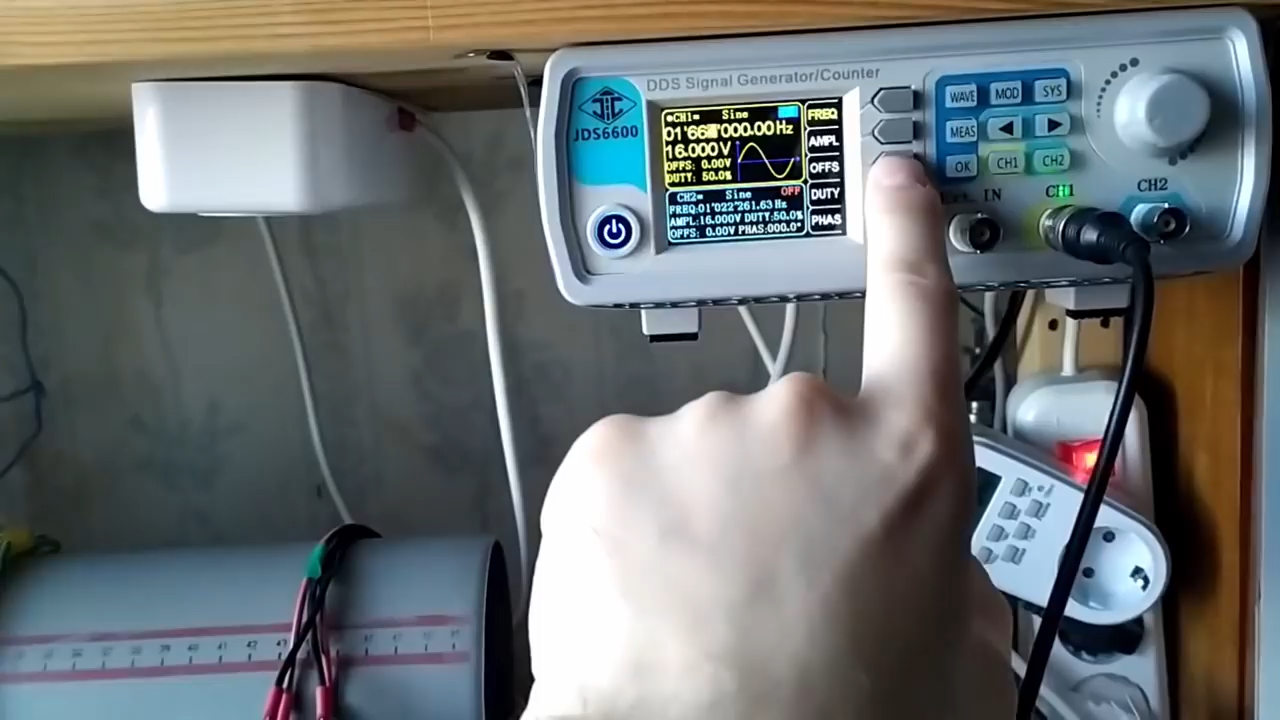 DDS Signal Generator/Counter
JDS6600
CH1= Sine
16.000V
OFFS: 0.00V
DUTY: 50.0%
CH2= Sine OFF
FREQ:01'022'261.63Hz
AMPL:16.000V DUTY:50.0%
OFFS: 0.00V PHAS:000.0°
FREQ
AMPL
OFFS
DUTY
PHAS
WAVE MOD SYS
MEAS
OK CH1 CH2
IN CH1 CH2